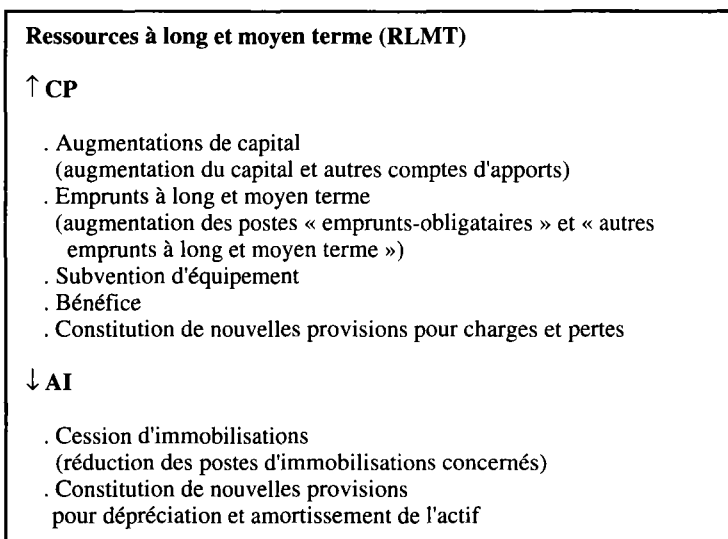 Ressources à long et moyen terme (RLMT)
↑ CP
. Augmentations de capital
(augmentation du capital et autres comptes d'apports)
. Emprunts à long et moyen terme
(augmentation des postes « emprunts-obligataires » et « autres
emprunts à long et moyen terme »)
. Subvention d'équipement
. Bénéfice
. Constitution de nouvelles provisions pour charges et pertes
↓ AI
. Cession d'immobilisations
(réduction des postes d'immobilisations concernés)
. Constitution de nouvelles provisions
pour dépréciation et amortissement de l'actif